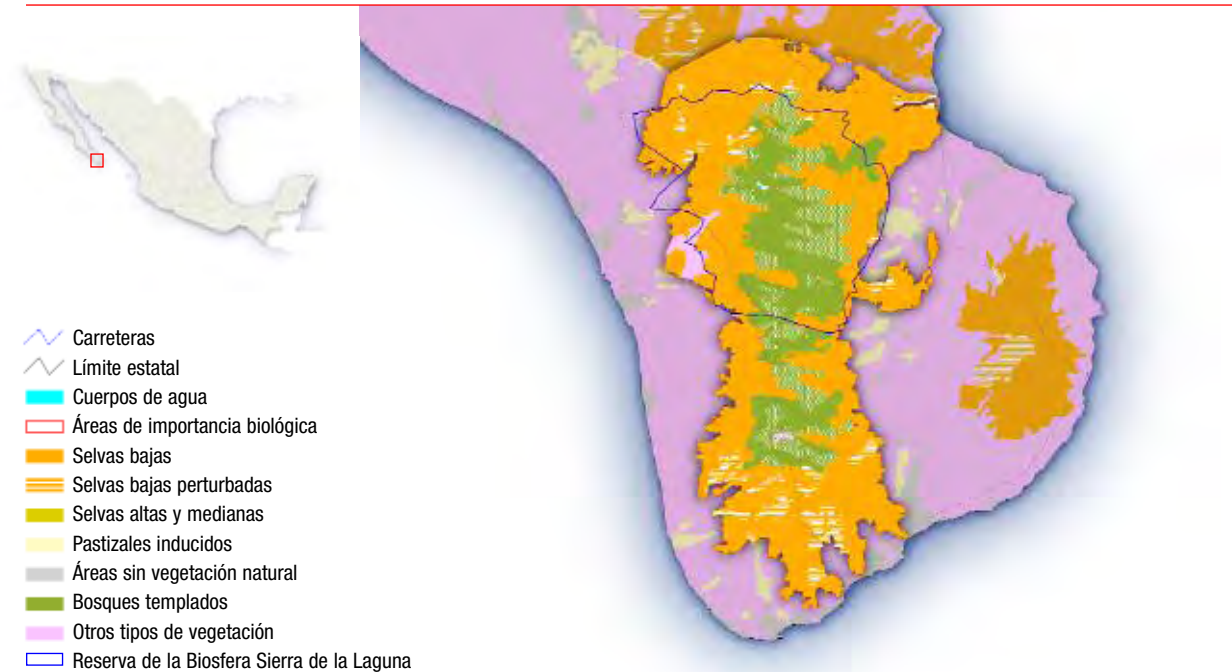 Carreteras
Límite estatal
Cuerpos de agua
Áreas de importancia biológica
Selvas bajas
Selvas bajas perturbadas
Selvas altas y medianas
Pastizales inducidos
Áreas sin vegetación natural
Bosques templados
Otros tipos de vegetación
Reserva de la Biosfera Sierra de la Laguna